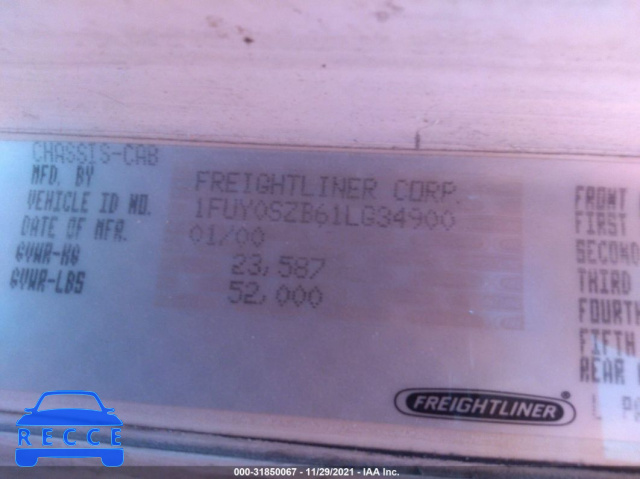 CHASSIS-CAB
MFD. BY FREIGHTLINER CORP.
VEHICLE ID NO. 1FUY0SZB61LG34900
DATE OF MFR. 01/00
GVWR-KG 23,587
GVWR-LBS 52,000
FRONT
FIRST
SECOND
THIRD
FOURTH
FIFTH
REAR
FREIGHTLINER
L
RECCE
000-31850067 - 11/29/2021 - IAA Inc.